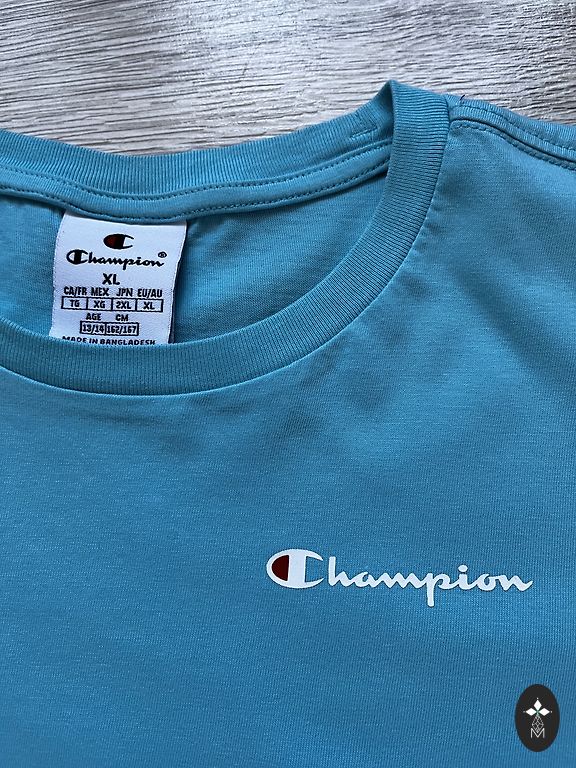 Champion®
XL
CA/FR MEX JPN EU/AU
TG XG 2XL XL
AGE CM
13/14 162/167
MADE IN BANGLADESH
Champion
M